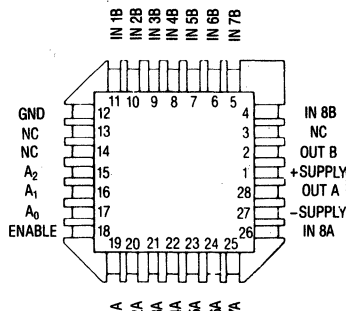 IN 1B IN 2B IN 3B IN 4B IN 5B IN 6B IN 7B
11 10 9 8 7 6 5
GND 12 4 IN 8B
NC 13 3 NC
NC 14 2 OUT B
A2 15 1 +SUPPLY
A1 16 28 OUT A
A0 17 27 –SUPPLY
ENABLE 18 26 IN 8A
19 20 21 22 23 24 25